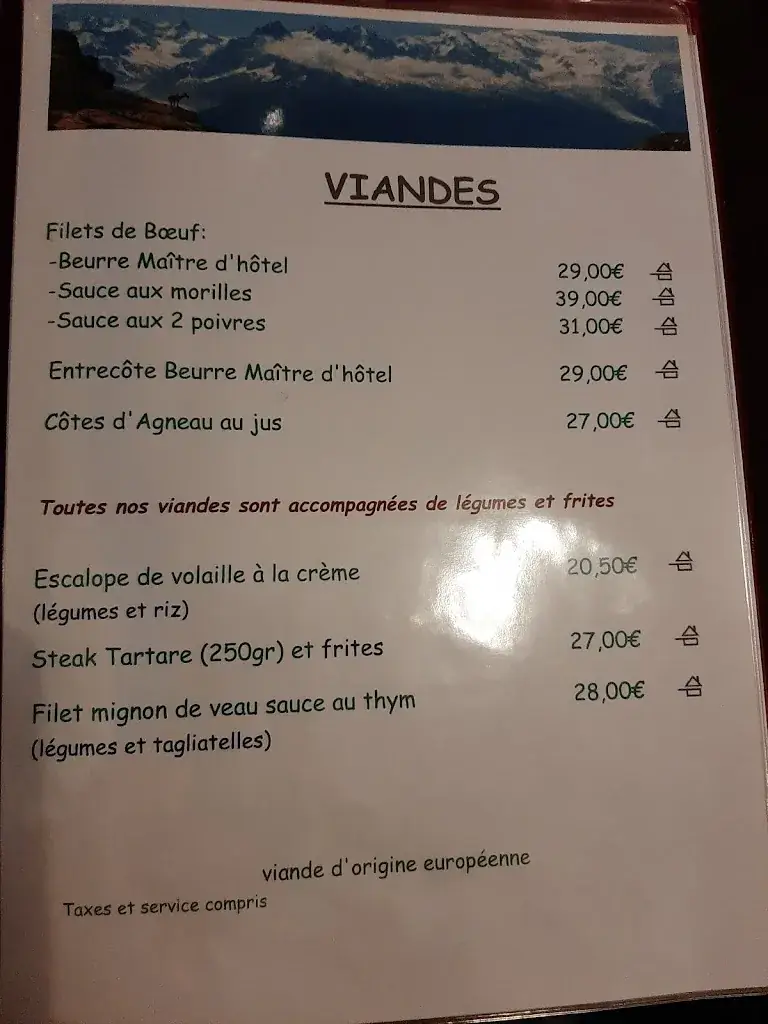 VIANDES
Filets de Bœuf:
-Beurre Maître d'hôtel 29,00€
-Sauce aux morilles 39,00€
-Sauce aux 2 poivres 31,00€
Entrecôte Beurre Maître d'hôtel 29,00€
Côtes d'Agneau au jus 27,00€
Toutes nos viandes sont accompagnées de légumes et frites
Escalope de volaille à la crème 20,50€
(légumes et riz)
Steak Tartare (250gr) et frites 27,00€
Filet mignon de veau sauce au thym 28,00€
(légumes et tagliatelles)
viande d'origine européenne
Taxes et service compris